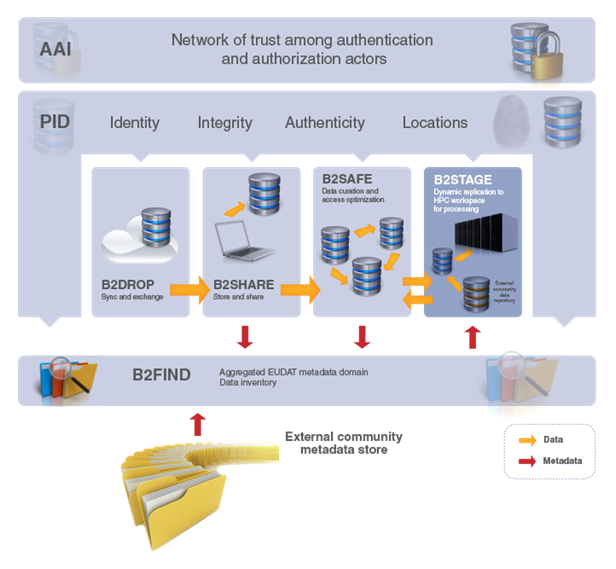 AAI
Network of trust among authentication
and authorization actors
PID
Identity
Integrity
Authenticity
Locations
B2SAFE
Data curation and
access optimization
B2STAGE
Dynamic replication to
HPC workspace
for processing
B2DROP
Sync and exchange
B2SHARE
Store and share
External
community
data
repository
B2FIND
Aggregated EUDAT metadata domain
Data inventory
External community
metadata store
Data
Metadata